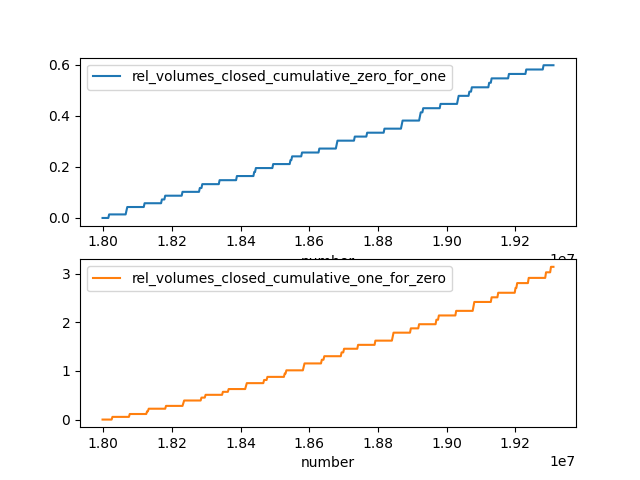 rel_volumes_closed_cumulative_zero_for_one
0.6
0.4
0.2
0.0
1.80 1.82 1.84 1.86 1.88 1.90 1.92
number 1e7
rel_volumes_closed_cumulative_one_for_zero
3
2
1
0
1.80 1.82 1.84 1.86 1.88 1.90 1.92
number 1e7